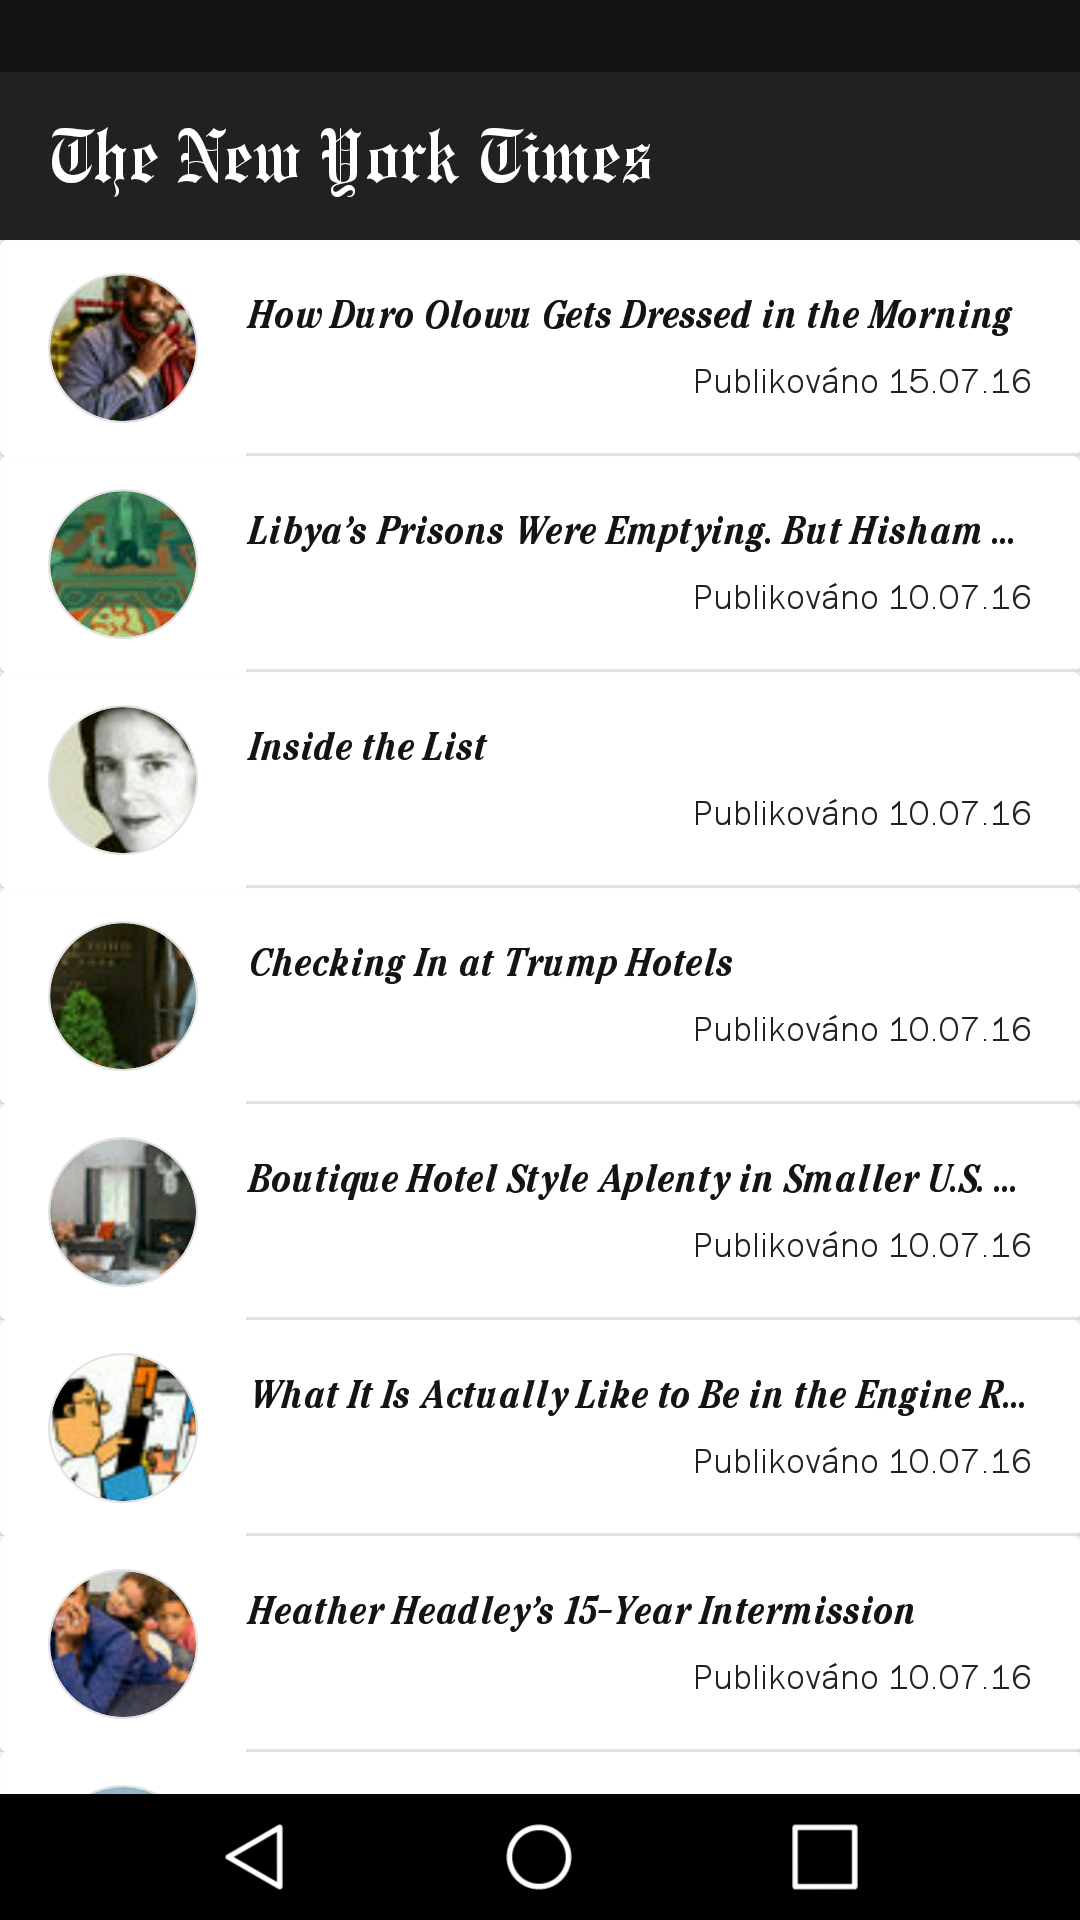 The New York Times
How Duro Olowu Gets Dressed in the Morning
Publikováno 15.07.16
Libya's Prisons Were Emptying. But Hisham ...
Publikováno 10.07.16
Inside the List
Publikováno 10.07.16
Checking In at Trump Hotels
Publikováno 10.07.16
Boutique Hotel Style Aplenty in Smaller U.S. ...
Publikováno 10.07.16
What It Is Actually Like to Be in the Engine R...
Publikováno 10.07.16
Heather Headley's 15-Year Intermission
Publikováno 10.07.16